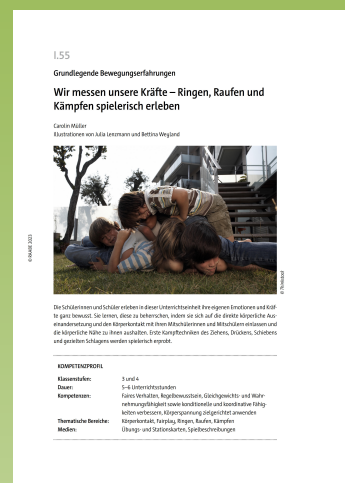 I.55
Grundlegende Bewegungserfahrungen
Wir messen unsere Kräfte – Ringen, Raufen und
Kämpfen spielerisch erleben
Carolin Müller
Illustrationen von Julia Lenzmann und Bettina Weyland
© RAABE 2023
© Thinkstock
Die Schülerinnen und Schüler erleben in dieser Unterrichtseinheit ihre eigenen Emotionen und Kräf-
te ganz bewusst. Sie lernen, diese zu beherrschen, indem sie sich auf die direkte körperliche Aus-
einandersetzung und den Körperkontakt mit ihren Mitschülerinnen und Mitschülern einlassen und
die körperliche Nähe zu ihnen aushalten. Erste Kampftechniken des Ziehens, Drückens, Schiebens
und gezielten Schlagens werden spielerisch erprobt.
KOMPETENZPROFIL
Klassenstufen: 3 und 4
Dauer: 5–6 Unterrichtsstunden
Kompetenzen: Faires Verhalten, Regelbewusstsein, Gleichgewichts- und Wahr-
nehmungsfähigkeit sowie konditionelle und koordinative Fähig-
keiten verbessern, Körperspannung zielgerichtet anwenden
Thematische Bereiche: Körperkontakt, Fairplay, Ringen, Raufen, Kämpfen
Medien: Übungs- und Stationskarten, Spielbeschreibungen